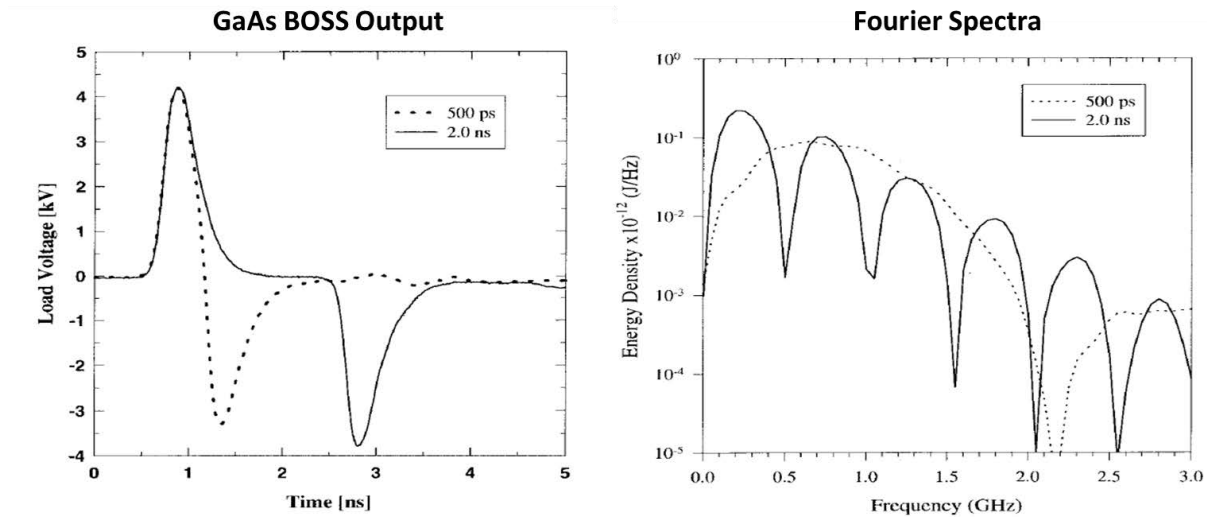 GaAs BOSS Output
5
4
3
2
1
0
-1
-2
-3
-4
0
1
2
3
4
5
Load Voltage [kV]
Time [ns]
500 ps
2.0 ns
Fourier Spectra
10⁰
10⁻¹
10⁻²
10⁻³
10⁻⁴
10⁻⁵
0.0
0.5
1.0
1.5
2.0
2.5
3.0
Energy Density x10⁻¹² (J/Hz)
Frequency (GHz)
500 ps
2.0 ns